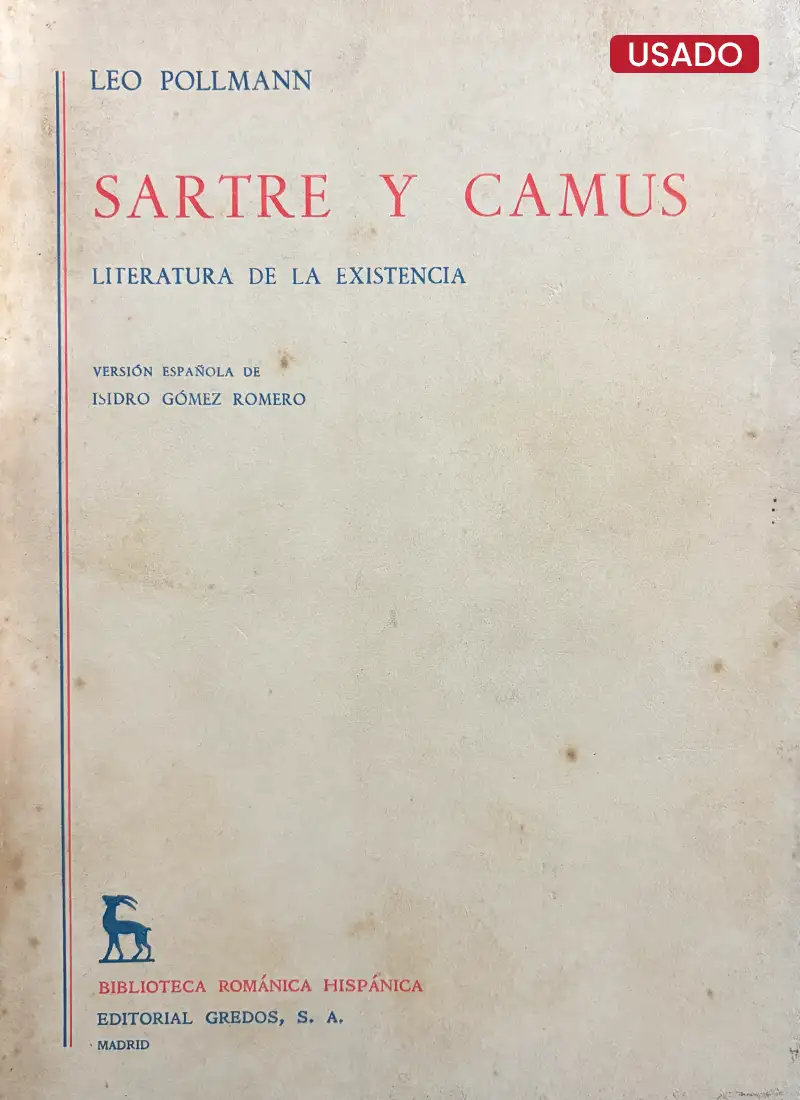 USADO
LEO POLLMANN
SARTRE Y CAMUS
LITERATURA DE LA EXISTENCIA
VERSIÓN ESPAÑOLA DE
ISIDRO GÓMEZ ROMERO
BIBLIOTECA ROMÁNICA HISPÁNICA
EDITORIAL GREDOS, S. A.
MADRID